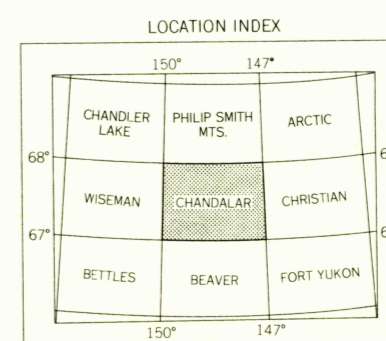 LOCATION INDEX
150° 147°
CHANDLER LAKE
PHILIP SMITH MTS.
ARCTIC
68°
WISEMAN
CHANDALAR
CHRISTIAN
67°
BETTLES
BEAVER
FORT YUKON
150° 147°